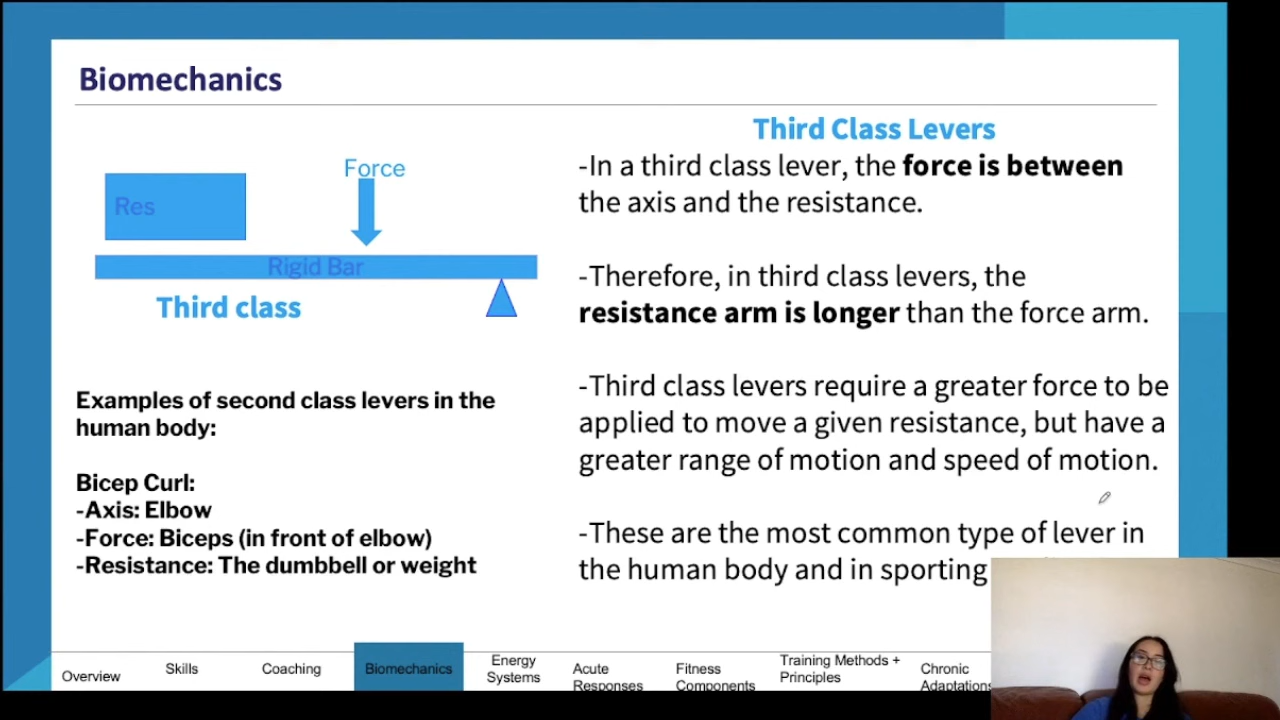 Biomechanics
Third Class Levers
Force
Res
Rigid Bar
Third class
-In a third class lever, the force is between
the axis and the resistance.
-Therefore, in third class levers, the
resistance arm is longer than the force arm.
-Third class levers require a greater force to be
applied to move a given resistance, but have a
greater range of motion and speed of motion.
-These are the most common type of lever in
the human body and in sporting
Examples of second class levers in the
human body:
Bicep Curl:
-Axis: Elbow
-Force: Biceps (in front of elbow)
-Resistance: The dumbbell or weight
Overview
Skills
Coaching
Biomechanics
Energy
Systems
Acute
Responses
Fitness
Components
Training Methods +
Principles
Chronic
Adaptations